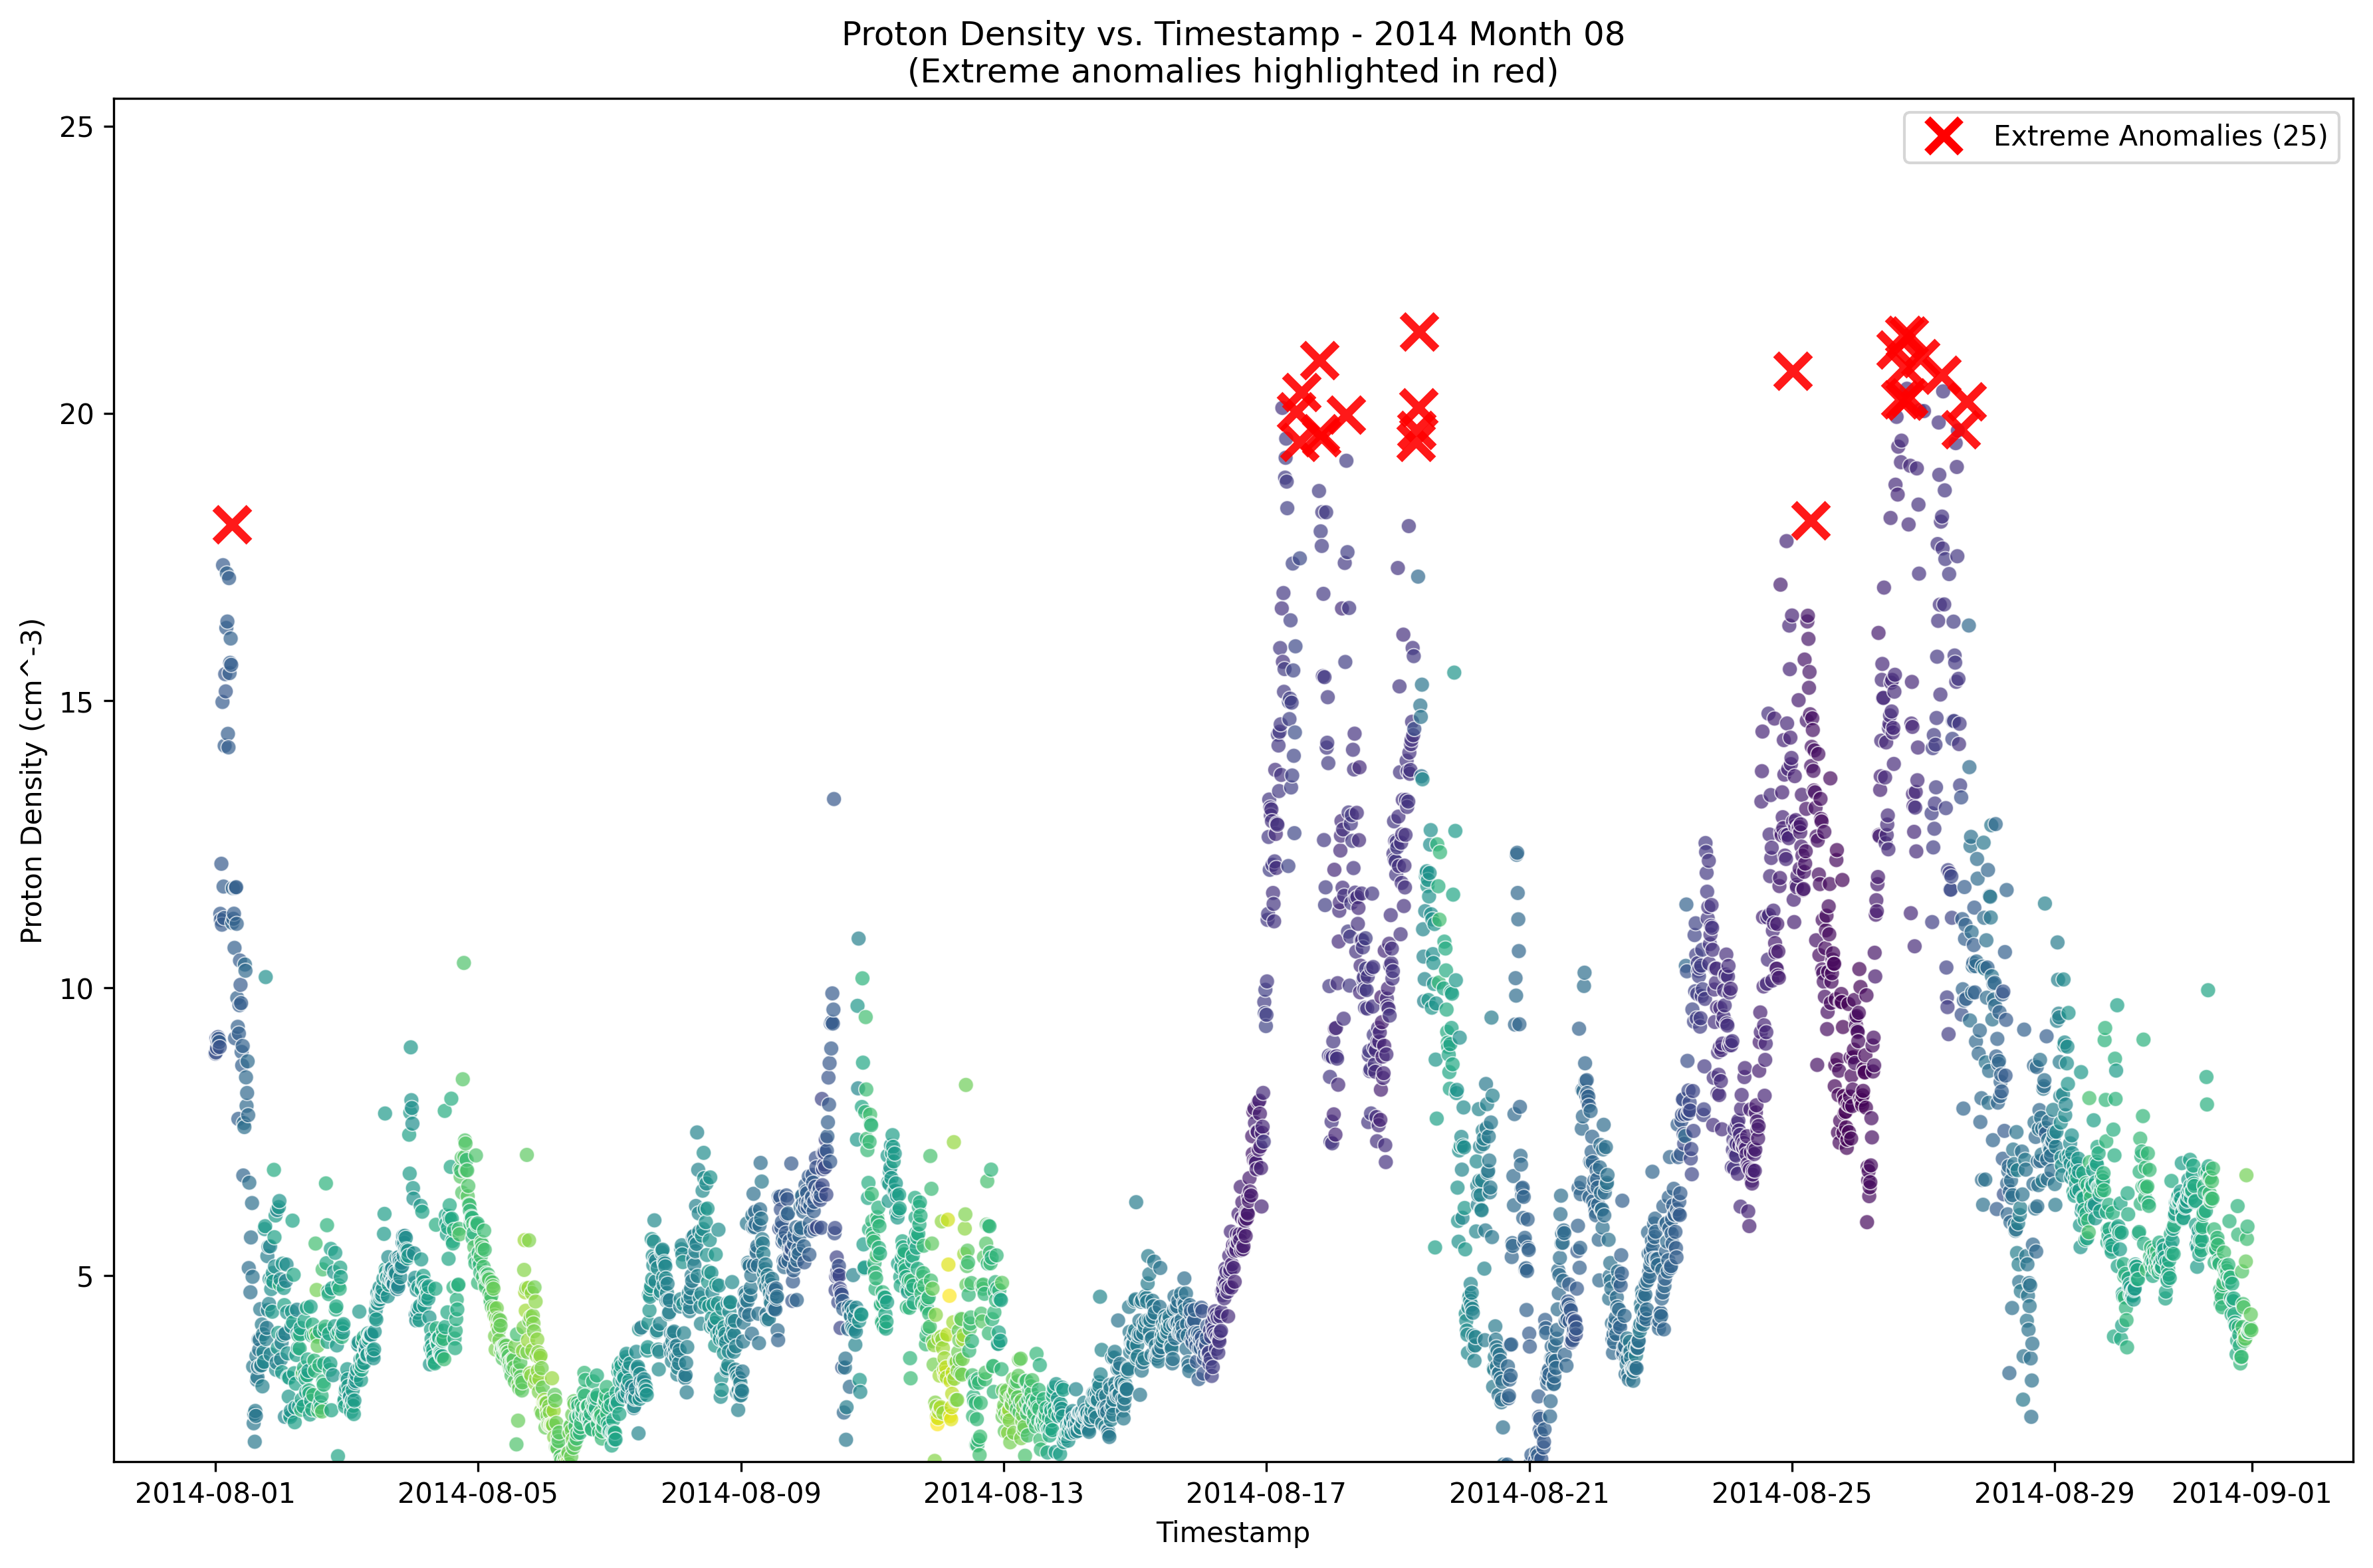 Proton Density vs. Timestamp - 2014 Month 08
(Extreme anomalies highlighted in red)
Extreme Anomalies (25)
Proton Density (cm^-3)
25
20
15
10
5
2014-08-01
2014-08-05
2014-08-09
2014-08-13
2014-08-17
2014-08-21
2014-08-25
2014-08-29
2014-09-01
Timestamp